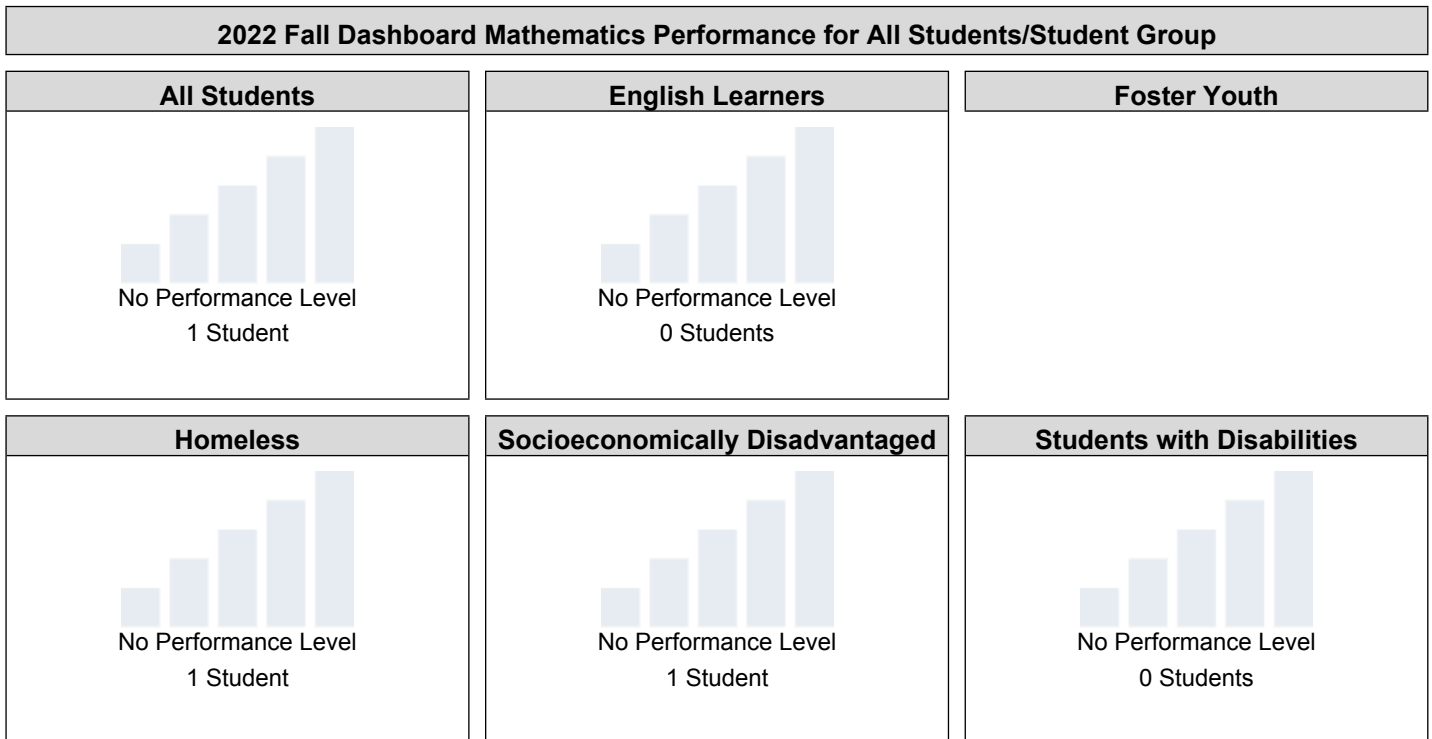 2022 Fall Dashboard Mathematics Performance for All Students/Student Group
All Students
No Performance Level
1 Student
English Learners
No Performance Level
0 Students
Foster Youth
Homeless
No Performance Level
1 Student
Socioeconomically Disadvantaged
No Performance Level
1 Student
Students with Disabilities
No Performance Level
0 Students